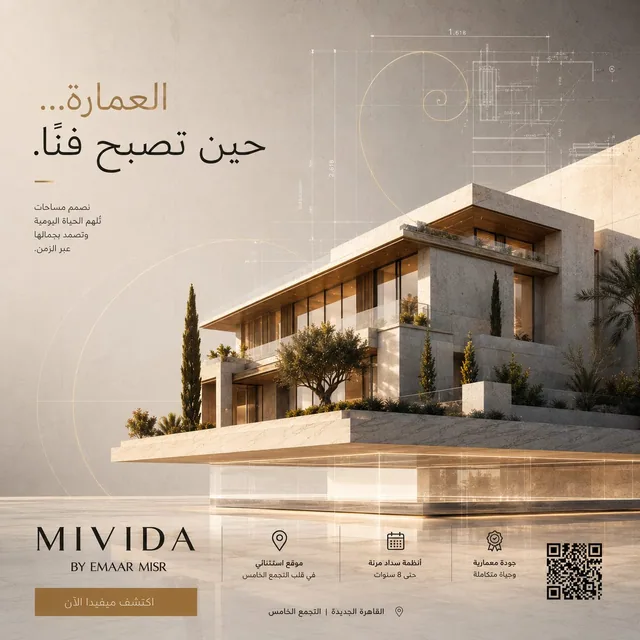 العمارة...
حين تصبح فنًا.
نصمم مساحات
تُلهم الحياة اليومية
وتصمد بجمالها
عبر الزمن.
1.618
MIVIDA
BY EMAAR MISR
اكتشف ميفيدا الآن
موقع استثنائي
في قلب التجمع الخامس
أنظمة سداد مرنة
حتى 8 سنوات
جودة معمارية
وحياة متكاملة
القاهرة الجديدة | التجمع الخامس